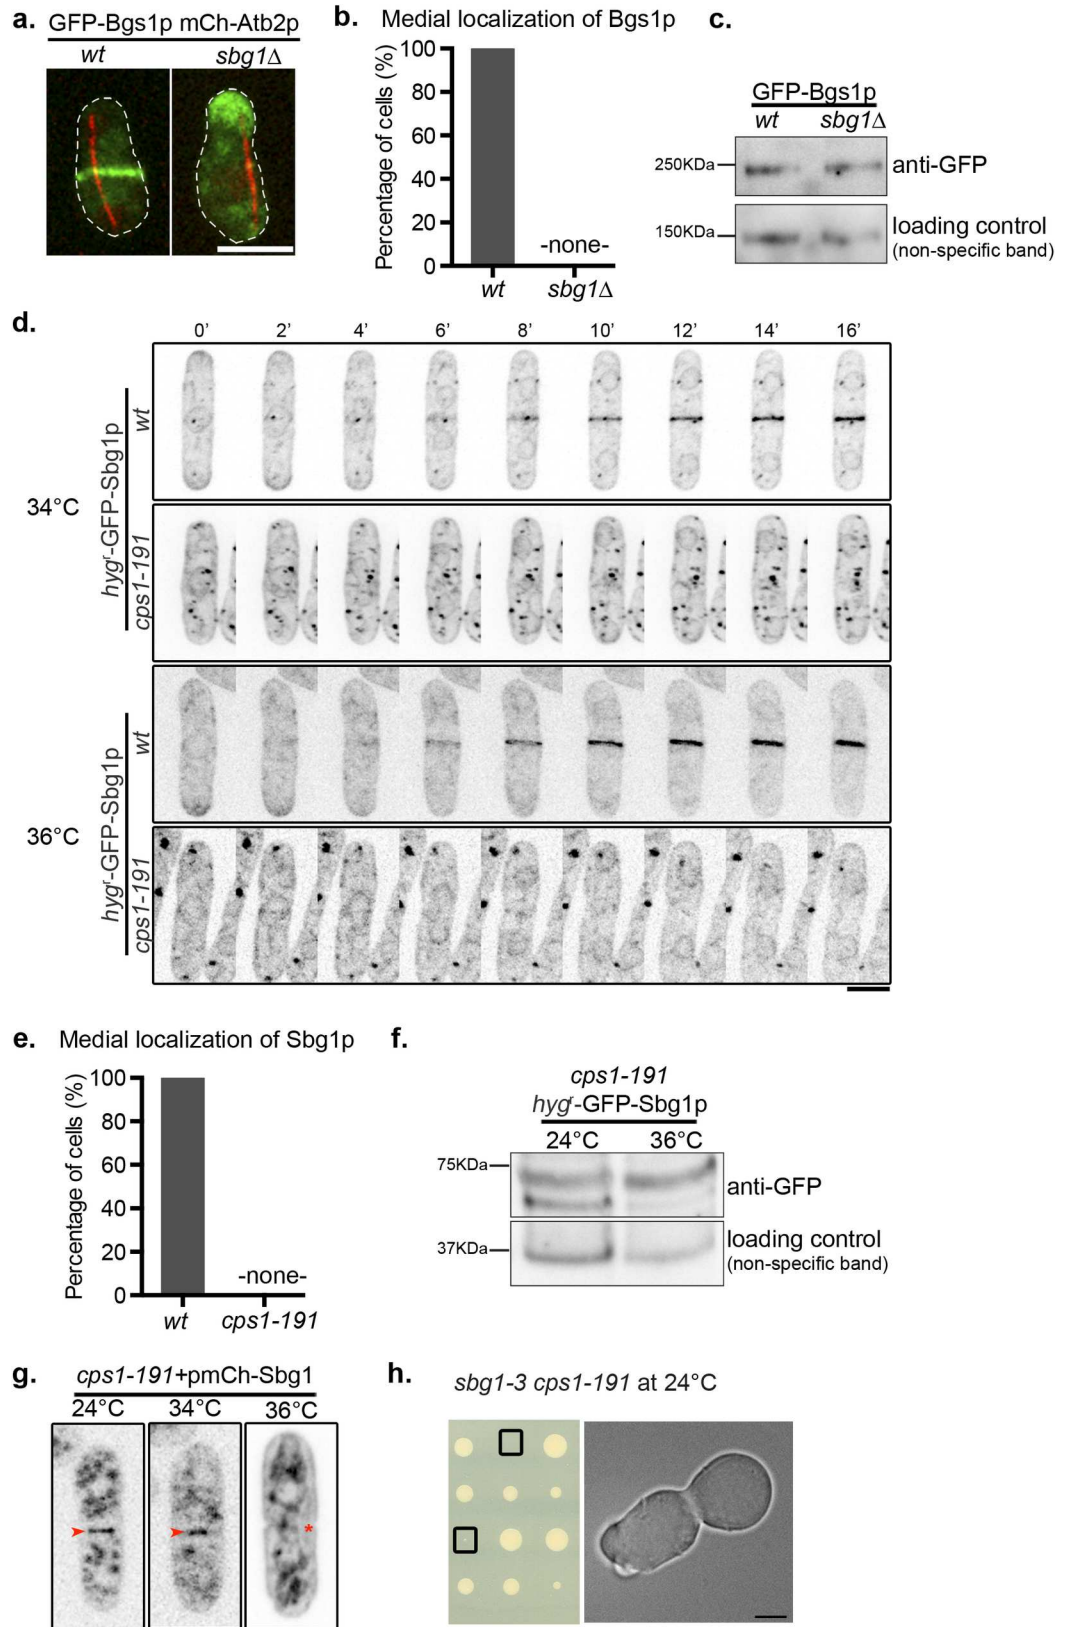 a. GFP-Bgs1p mCh-Atb2p
wt sbg1Δ
b. Medial localization of Bgs1p
Percentage of cells (%)
100
80
60
40
20
0
-none-
wt sbg1Δ
c.
GFP-Bgs1p
wt sbg1Δ
250KDa anti-GFP
150KDa loading control
(non-specific band)
d.
0' 2' 4' 6' 8' 10' 12' 14' 16'
34°C
hygʳ-GFP-Sbg1p
wt
cps1-191
36°C
hygʳ-GFP-Sbg1p
wt
cps1-191
e. Medial localization of Sbg1p
Percentage of cells (%)
100
80
60
40
20
0
-none-
wt cps1-191
f.
cps1-191
hygʳ-GFP-Sbg1p
24°C 36°C
75KDa anti-GFP
37KDa loading control
(non-specific band)
g. cps1-191+pmCh-Sbg1
24°C 34°C 36°C
*
h. sbg1-3 cps1-191 at 24°C